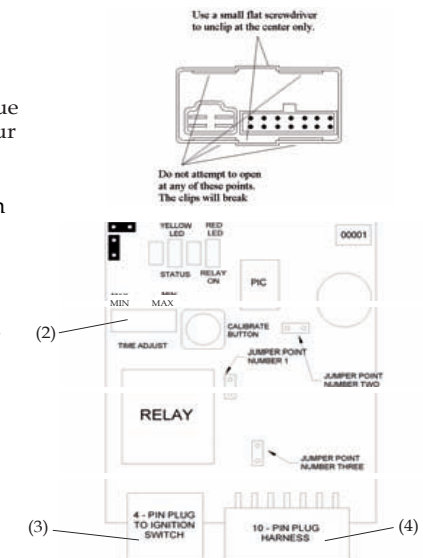 Use a small flat screwdriver
to unclip at the center only.
ue
ur
Do not attempt to open
at any of these points.
The clips will break
n
YELLOW
LED
RED
LED
00001
STATUS
RELAY
ON
PIC
MIN
MAX
(2)
TIME ADJUST
CALIBRATE
BUTTON
JUMPER POINT
NUMBER 1
JUMPER POINT
NUMBER TWO
RELAY
JUMPER POINT
NUMBER THREE
4 - PIN PLUG
TO IGNITION
SWITCH
10 - PIN PLUG
HARNESS
(3)
(4)